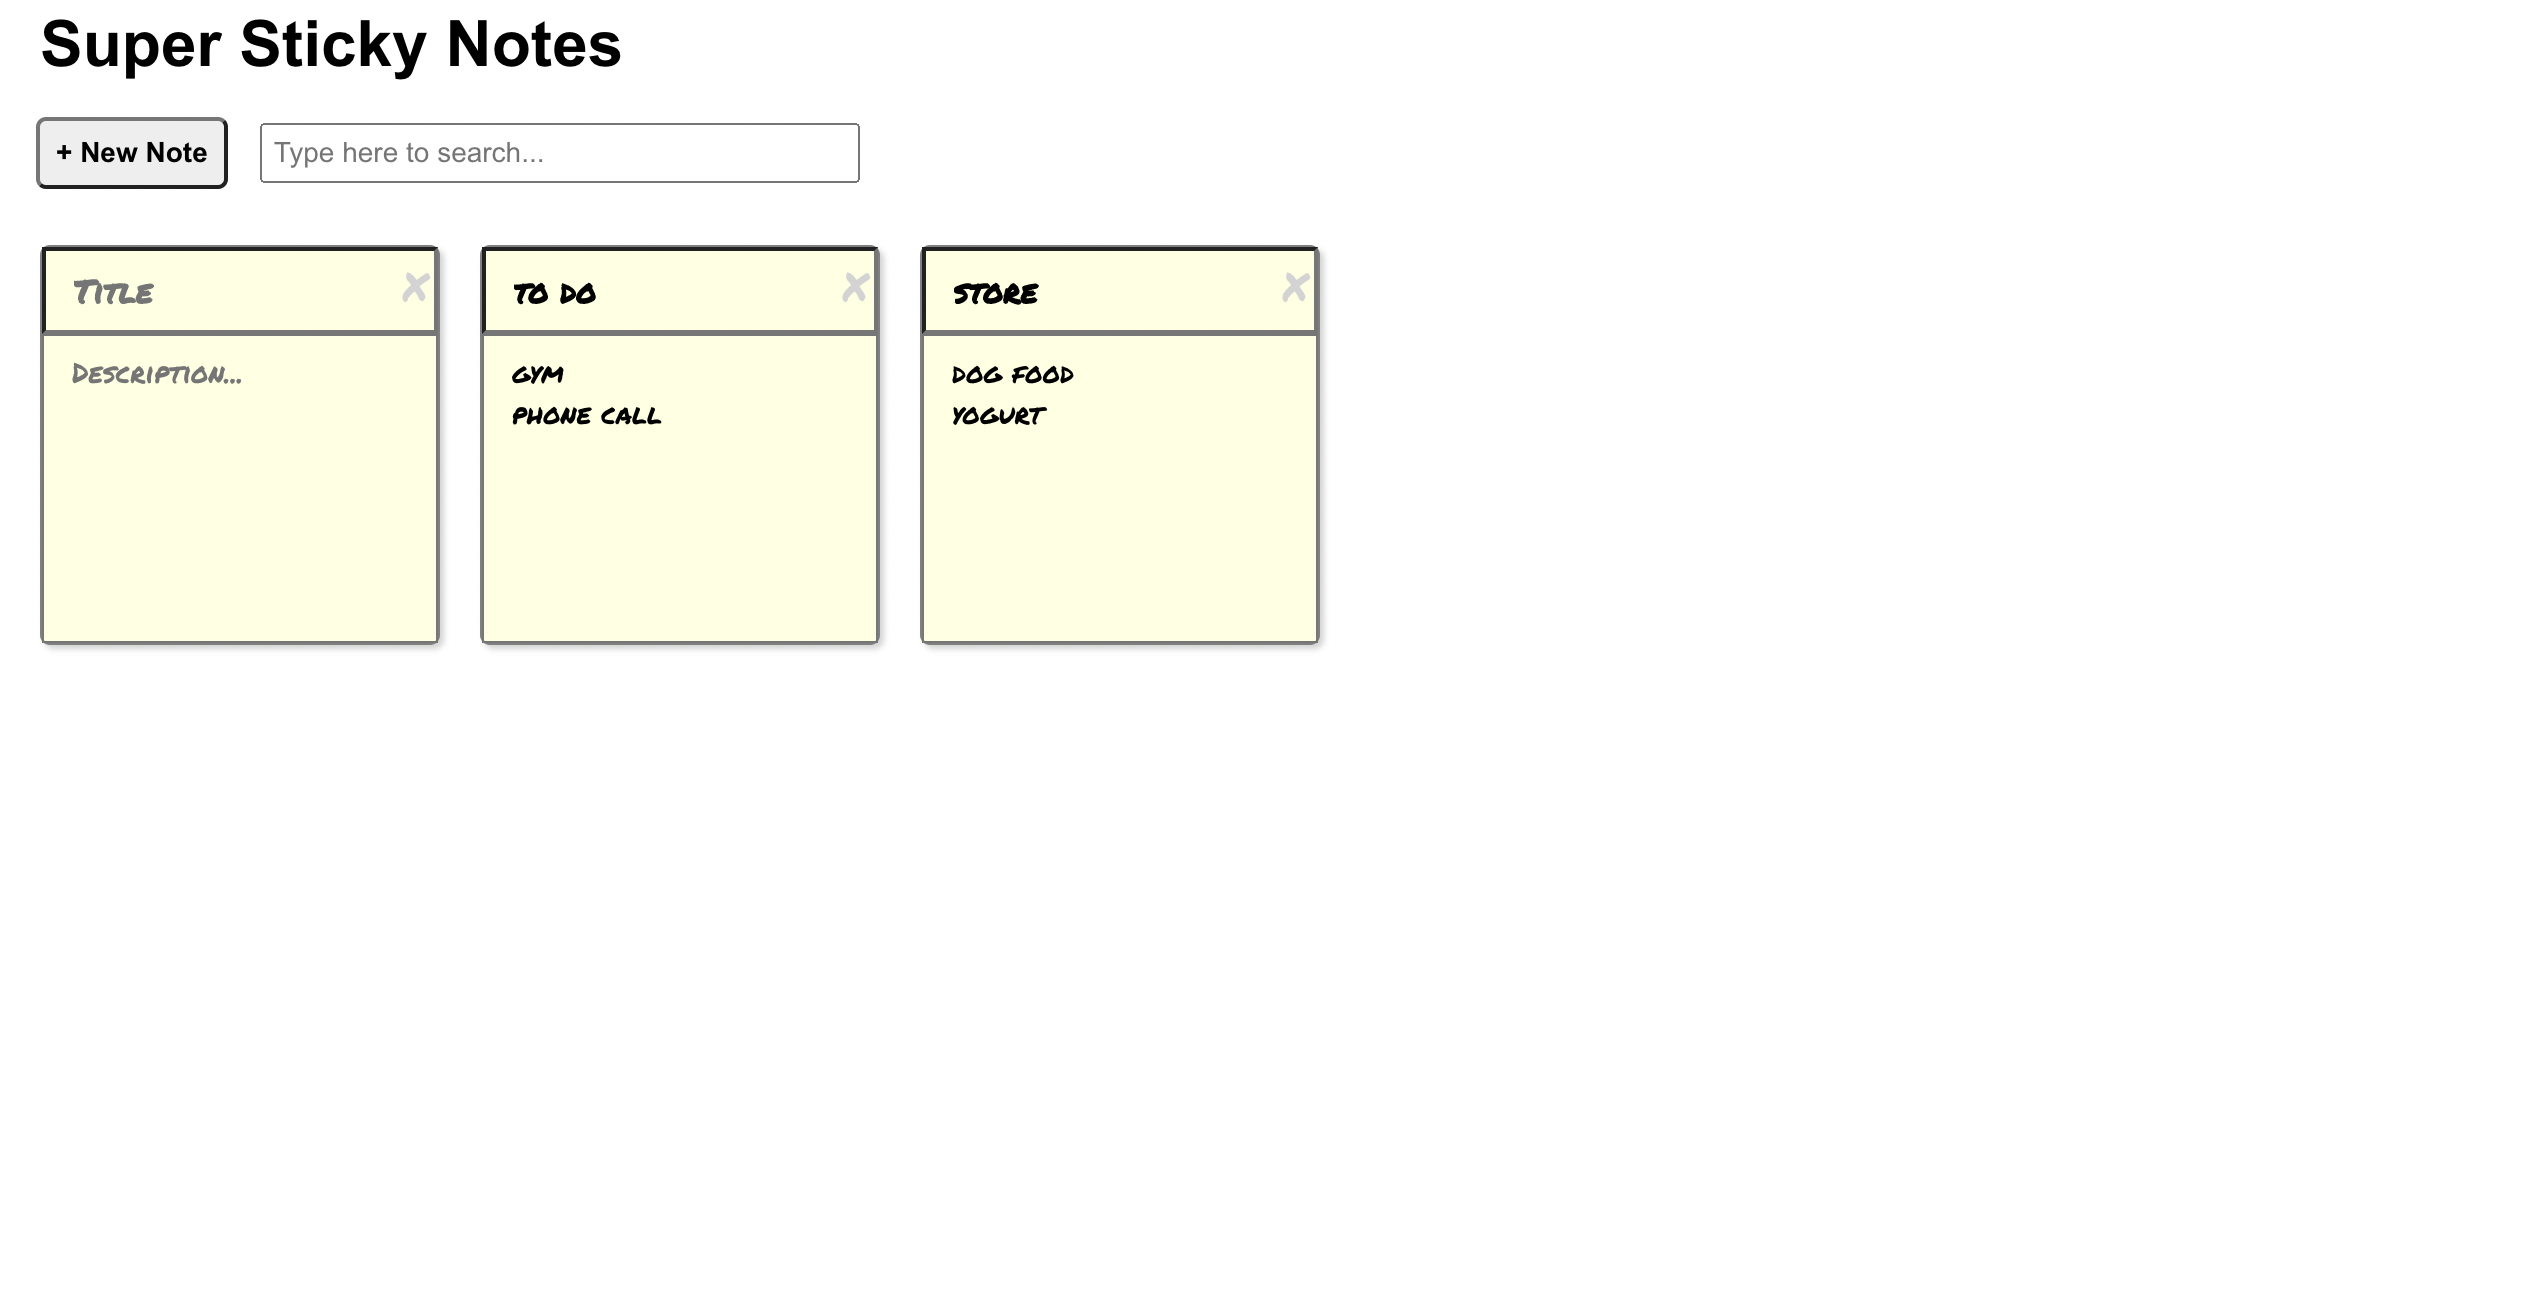 Super Sticky Notes
+ New Note
Type here to search...
Title
Description...
to do
gym
phone call
store
dog food
yogurt